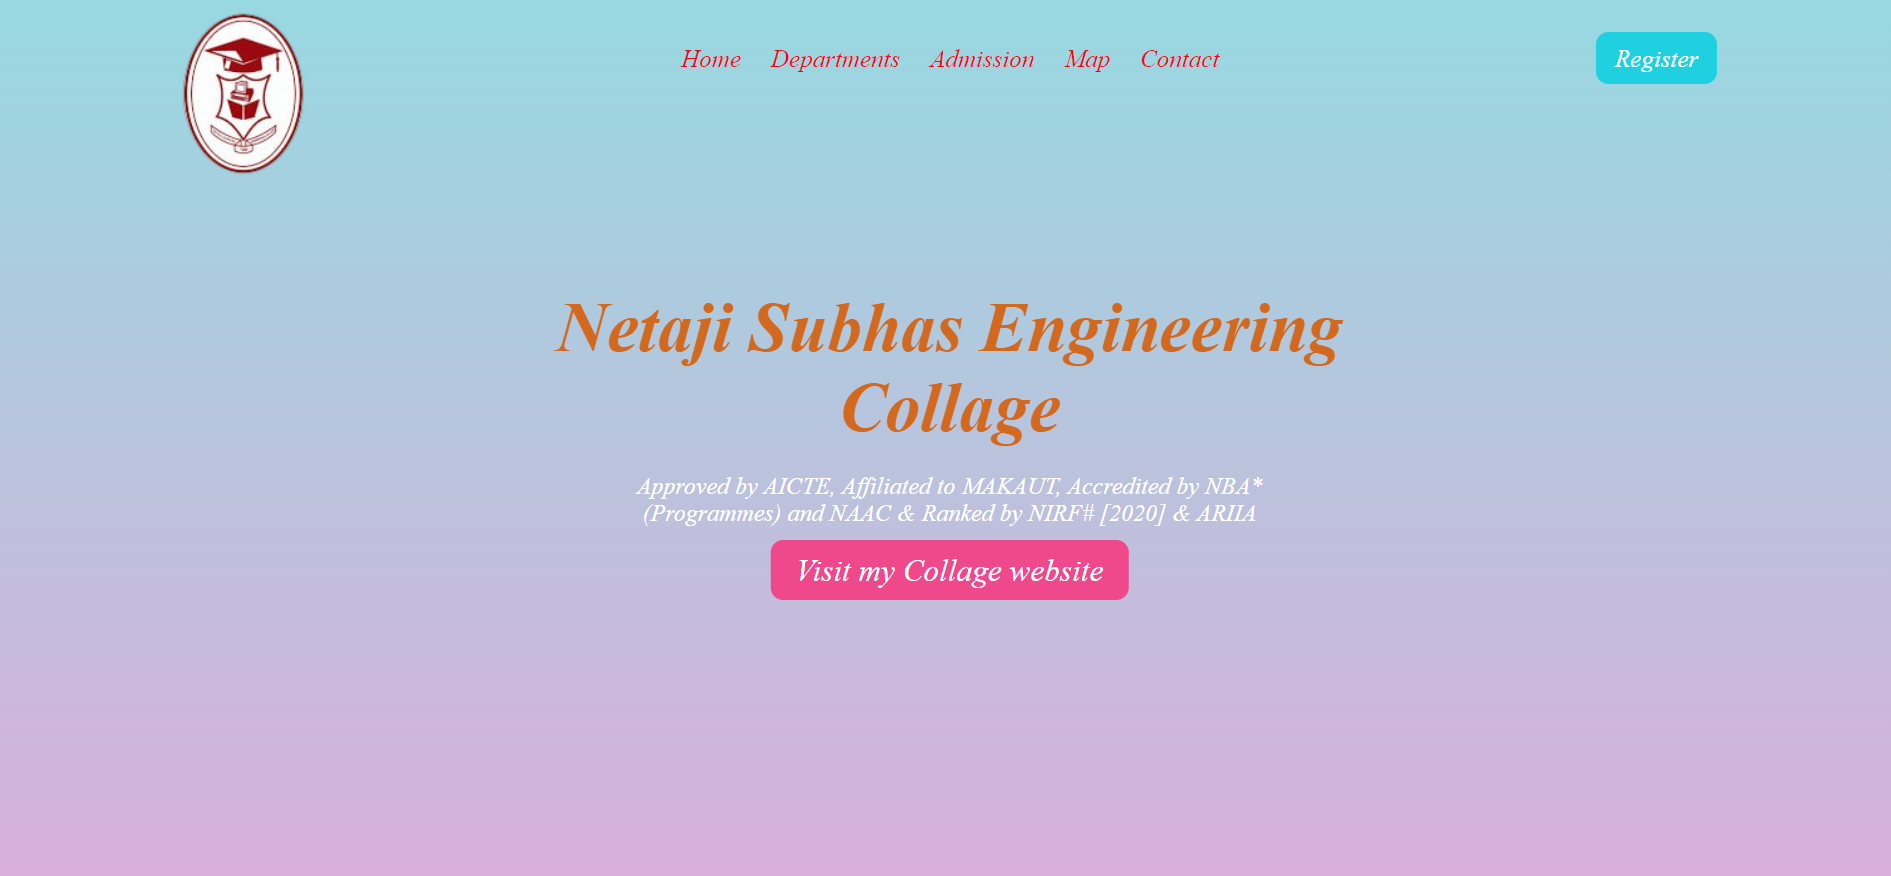 Home Departments Admission Map Contact Register
Netaji Subhas Engineering
Collage
Approved by AICTE, Affiliated to MAKAUT, Accredited by NBA*
(Programmes) and NAAC & Ranked by NIRF# [2020] & ARIIA
Visit my Collage website